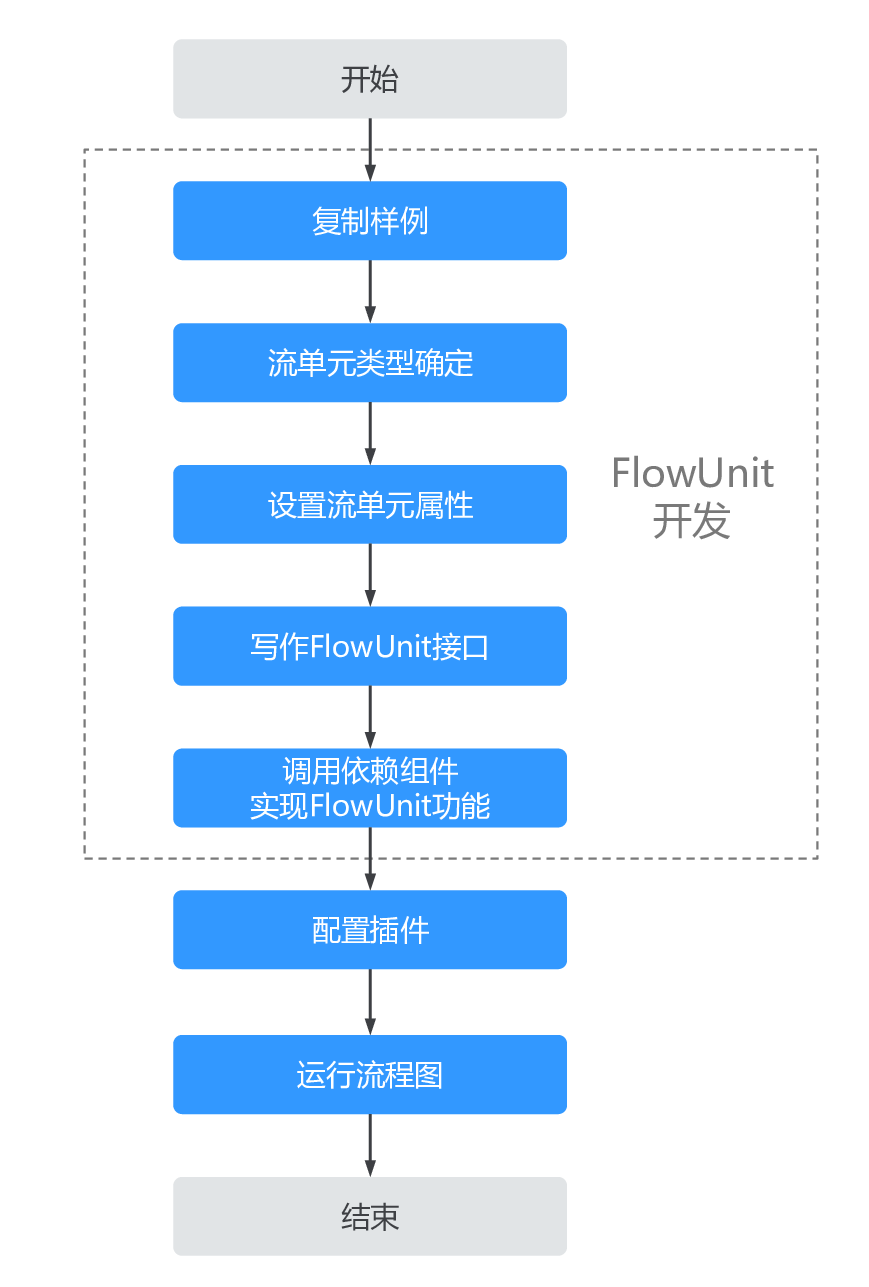 开始
复制样例
流单元类型确定
设置流单元属性
FlowUnit
开发
写作FlowUnit接口
调用依赖组件
实现FlowUnit功能
配置插件
运行流程图
结束